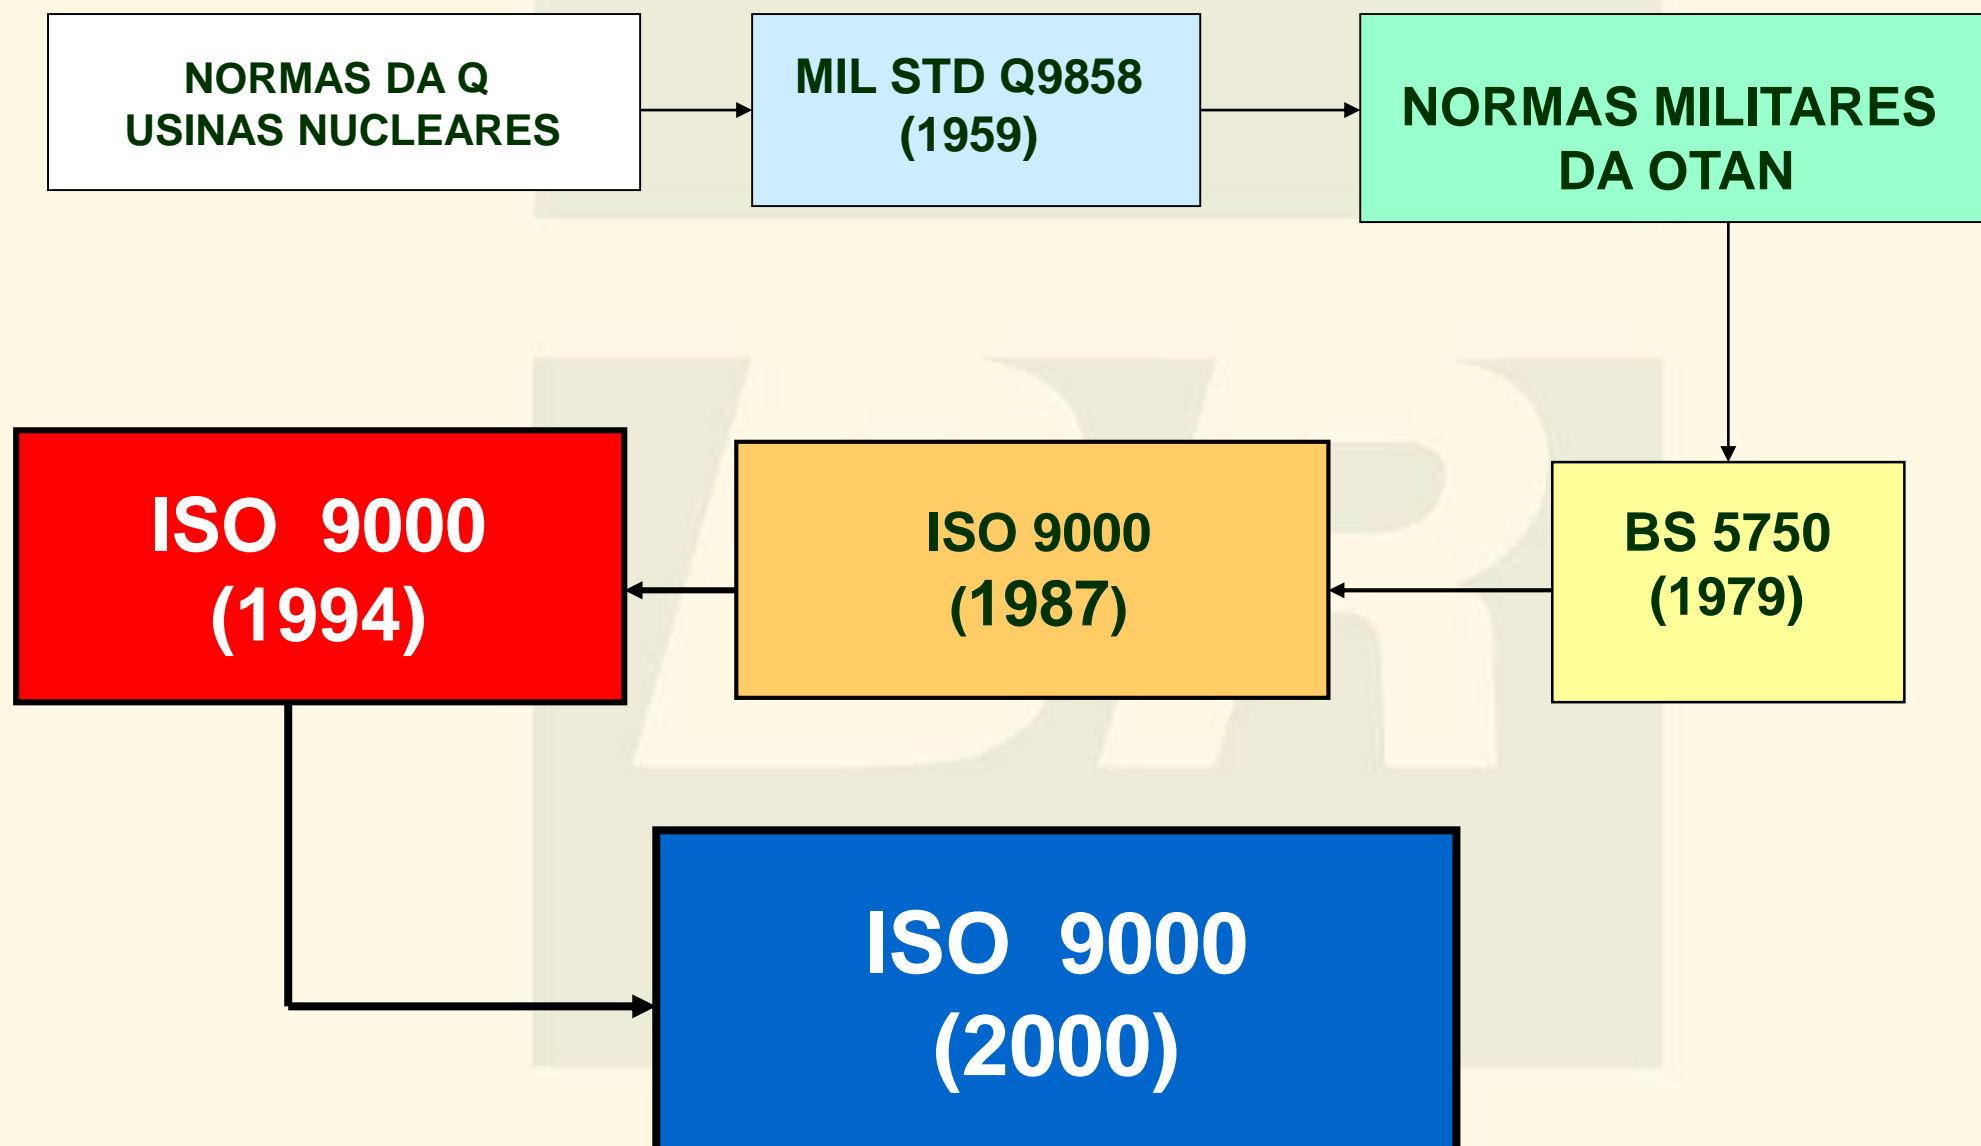 NORMAS DA Q
USINAS NUCLEARES
MIL STD Q9858
(1959)
NORMAS MILITARES
DA OTAN
BS 5750
(1979)
ISO 9000
(1987)
ISO 9000
(1994)
ISO 9000
(2000)
BR